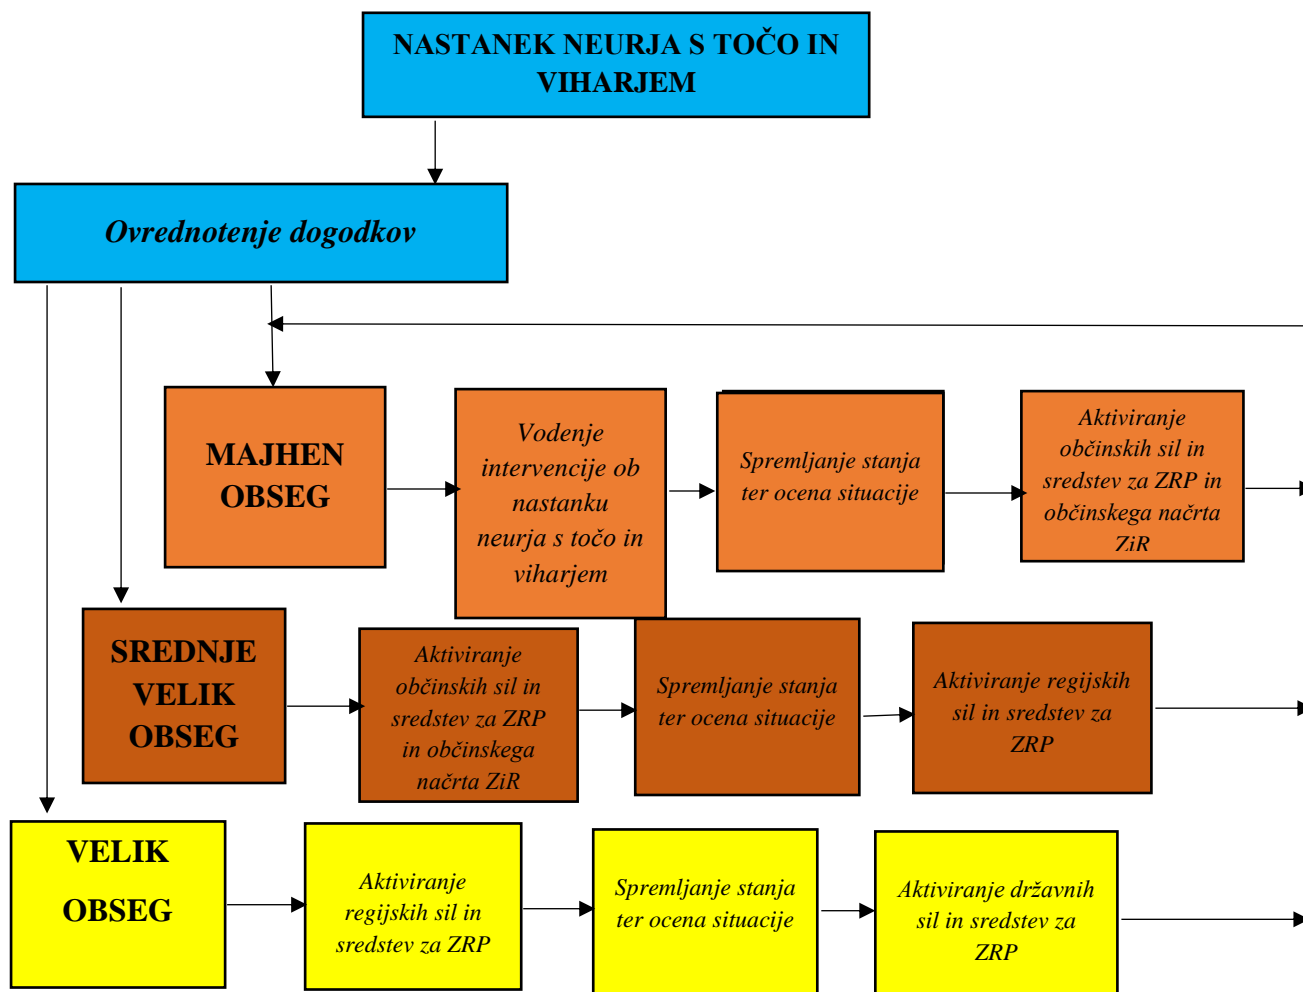 NASTANEK NEURJA S TOČO IN
VIHARJEM
Ovrednotenje dogodkov
MAJHEN
OBSEG
Vodenje
intervencije ob
nastanku
neurja s točo in
viharjem
Spremljanje stanja
ter ocena situacije
Aktiviranje
občinskih sil in
sredstev za ZRP in
občinskega načrta
ZiR
SREDNJE
VELIK
OBSEG
Aktiviranje
občinskih sil in
sredstev za ZRP
in občinskega
načrta ZiR
Spremljanje stanja
ter ocena situacije
Aktiviranje regijskih
sil in sredstev za
ZRP
VELIK
OBSEG
Aktiviranje
regijskih sil in
sredstev za ZRP
Spremljanje stanja
ter ocena situacije
Aktiviranje državnih
sil in sredstev za
ZRP